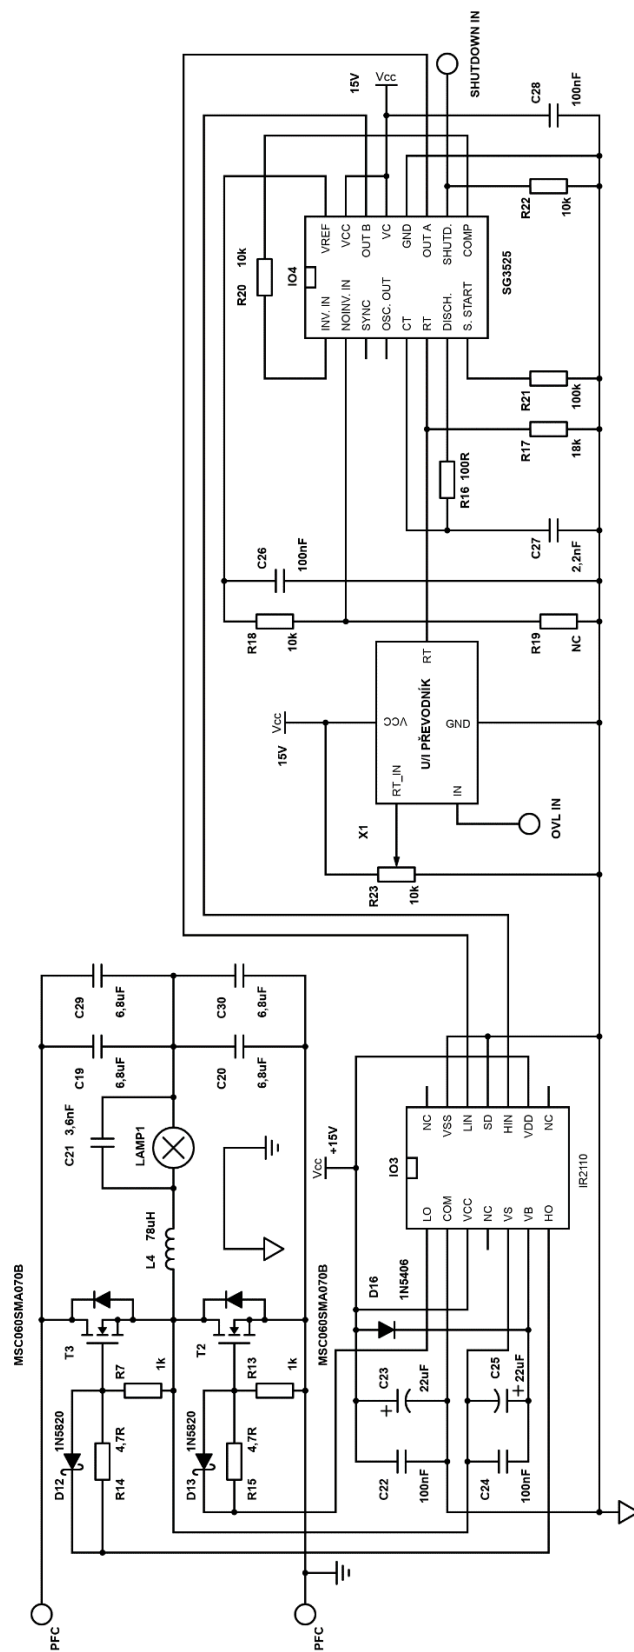 PFC
PFC
MSC060SMA070B
T3
D12
1N5820
R14
4,7R
R7
1k
T2
D13
1N5820
R15
4,7R
R13
1k
MSC060SMA070B
L4
78uH
C21
3,6nF
LAMP1
C19
6,8uF
C29
6,8uF
C20
6,8uF
C30
6,8uF
Vcc
+15V
D16
1N5406
C22
100nF
C23
+
22uF
C24
100nF
C25
+
22uF
IO3
LO
COM
VCC
NC
VS
VB
HO
NC
VSS
LIN
SD
HIN
VDD
NC
IR2110
X1
R23
10k
Vcc
15V
VCC
RT_IN
IN
U/I PŘEVODNÍK
GND
RT
OVL IN
R18
10k
C26
100nF
R19
NC
C27
2,2nF
R16
100R
R17
18k
R21
100k
R20
10k
IO4
INV. IN
NOINV. IN
SYNC
OSC. OUT
CT
RT
DISCH.
S. START
VREF
VCC
OUT B
VC
GND
OUT A
SHUTD.
COMP
SG3525
R22
10k
15V
Vcc
C28
100nF
SHUTDOWN IN